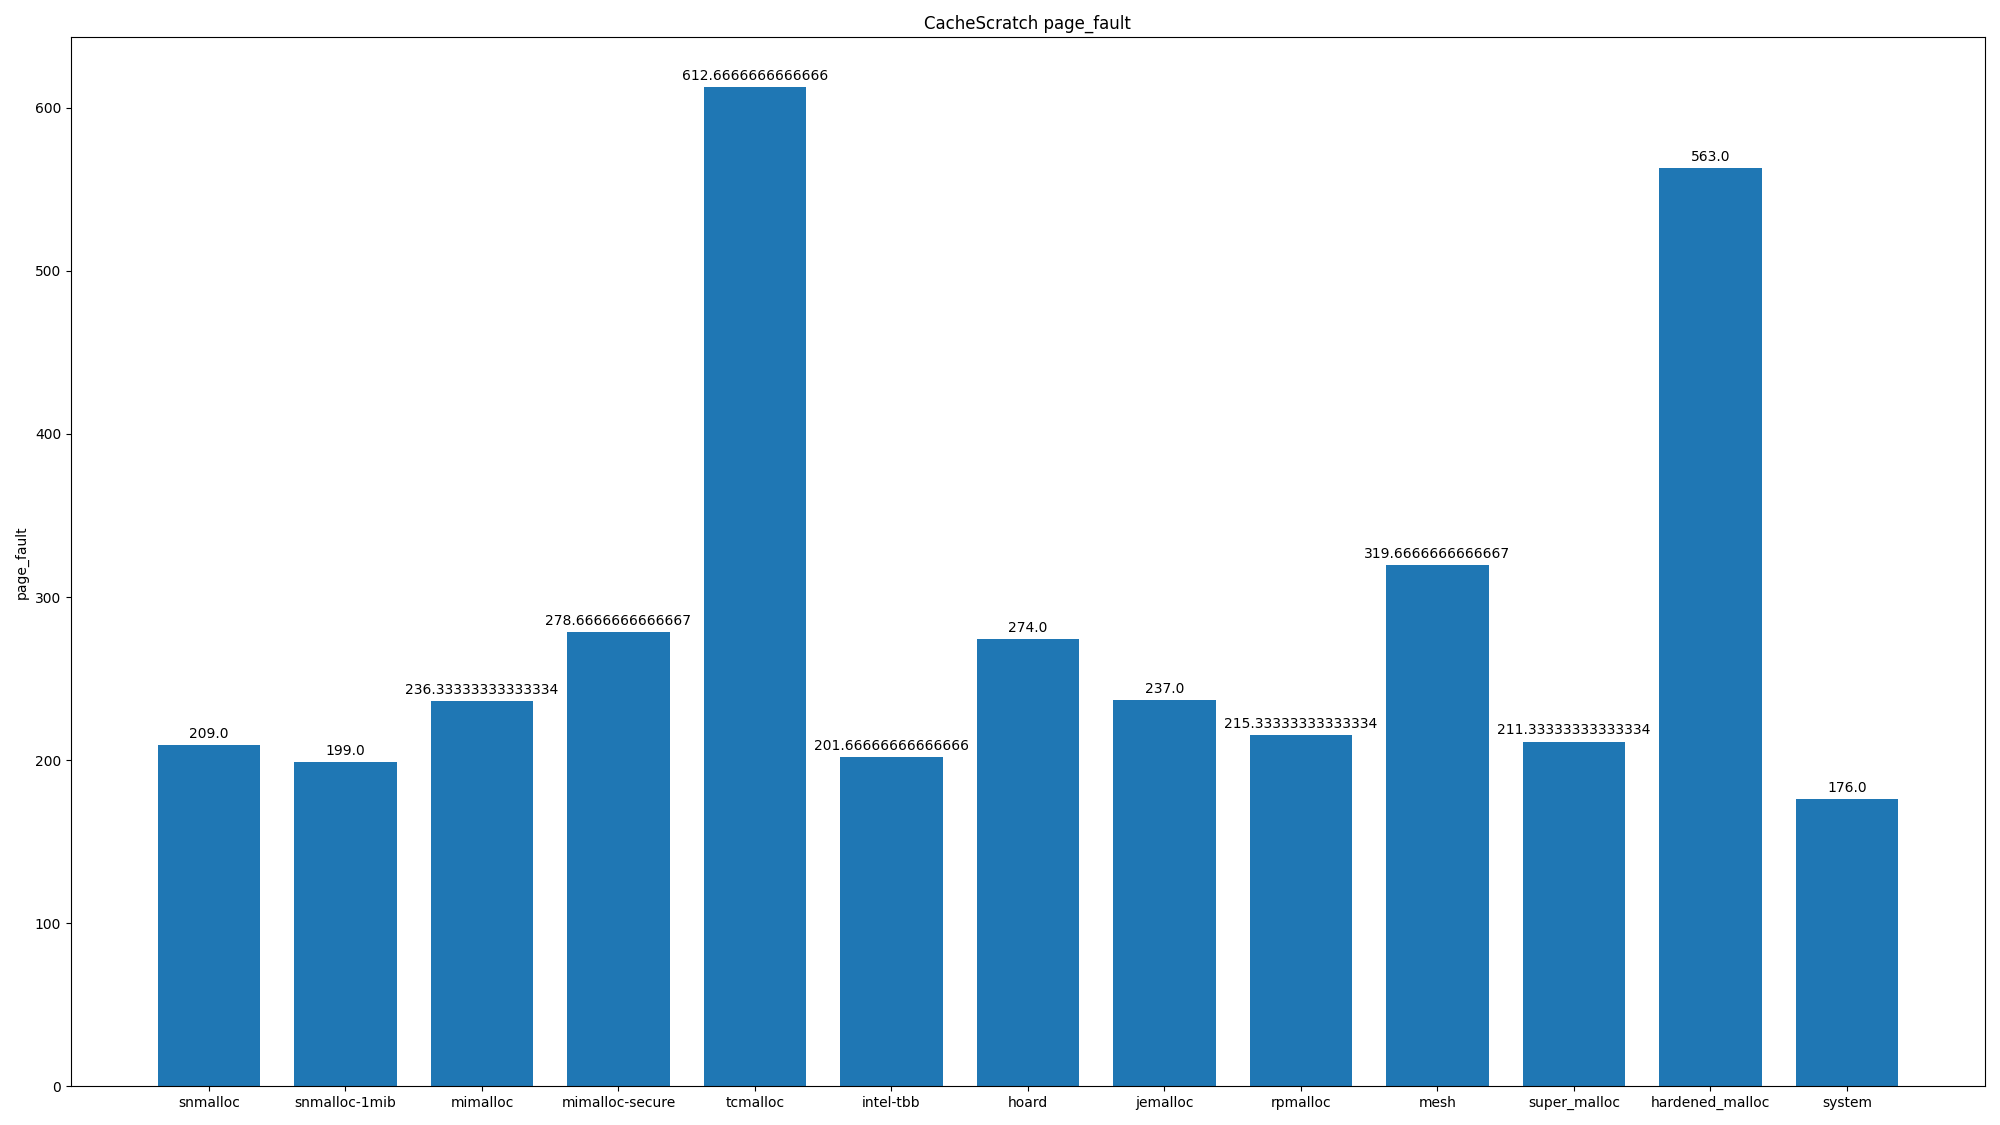 CacheScratch page_fault
page_fault
600
500
400
300
200
100
0
209.0
199.0
236.33333333333334
278.6666666666667
612.6666666666666
201.66666666666666
274.0
237.0
215.33333333333334
319.6666666666667
211.33333333333334
563.0
176.0
snmalloc
snmalloc-1mib
mimalloc
mimalloc-secure
tcmalloc
intel-tbb
hoard
jemalloc
rpmalloc
mesh
super_malloc
hardened_malloc
system